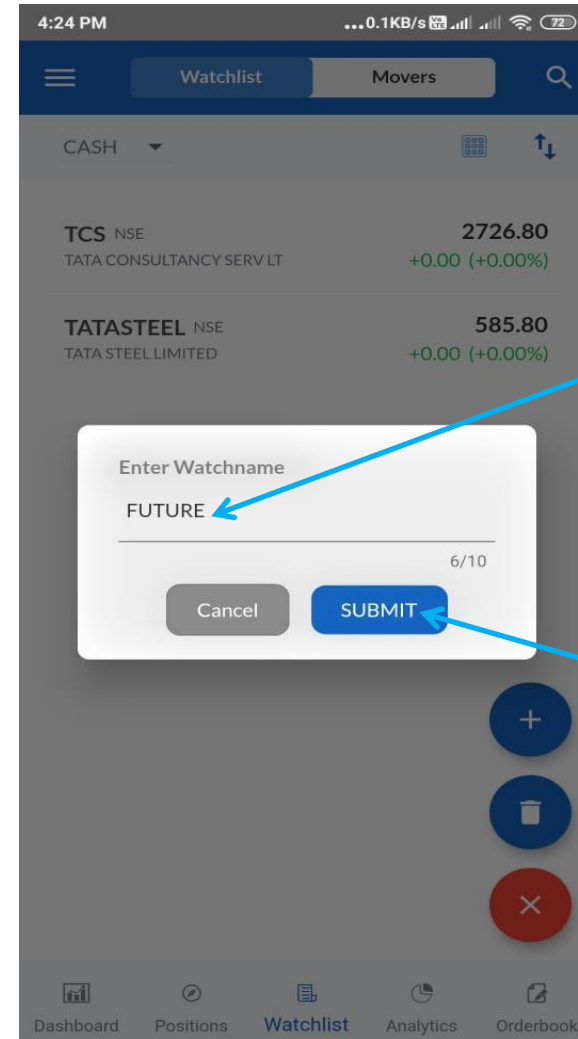 4:24 PM ...0.1KB/s 72
Watchlist Movers
CASH
TCS NSE 2726.80
TATA CONSULTANCY SERV LT +0.00 (+0.00%)
TATASTEEL NSE 585.80
TATA STEEL LIMITED +0.00 (+0.00%)
Enter Watchname
FUTURE
6/10
Cancel SUBMIT
Dashboard Positions Watchlist Analytics Orderbook